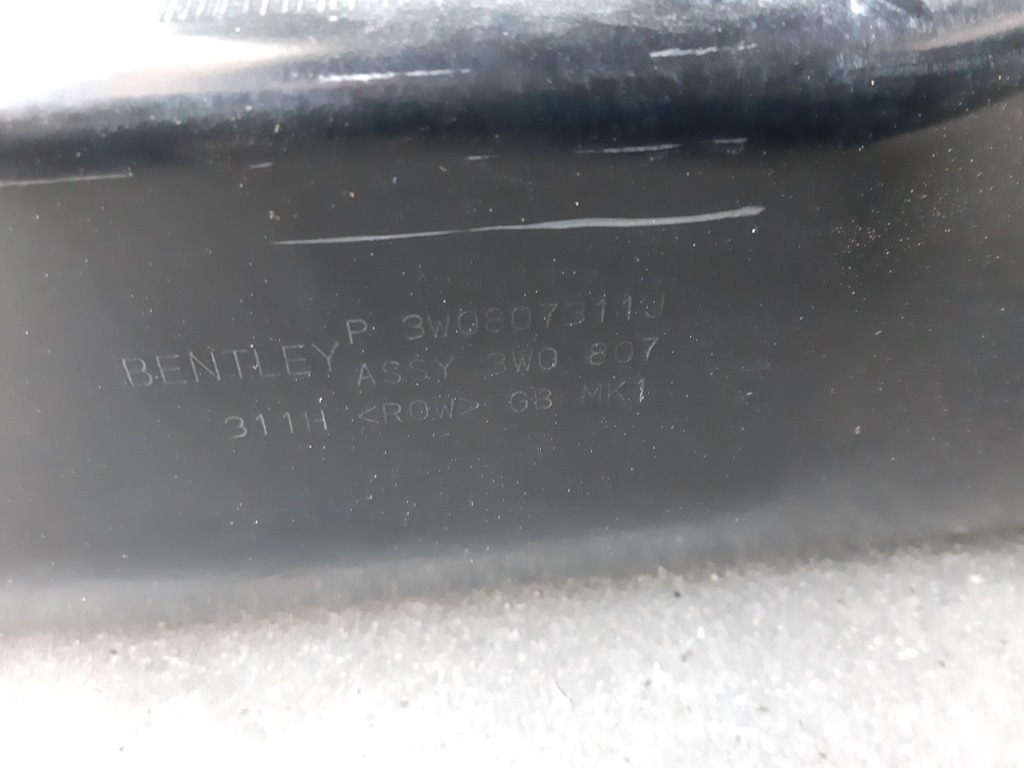 P 3W0807311J
BENTLEY ASSY 3W0 807
311H <ROW> GB MK1